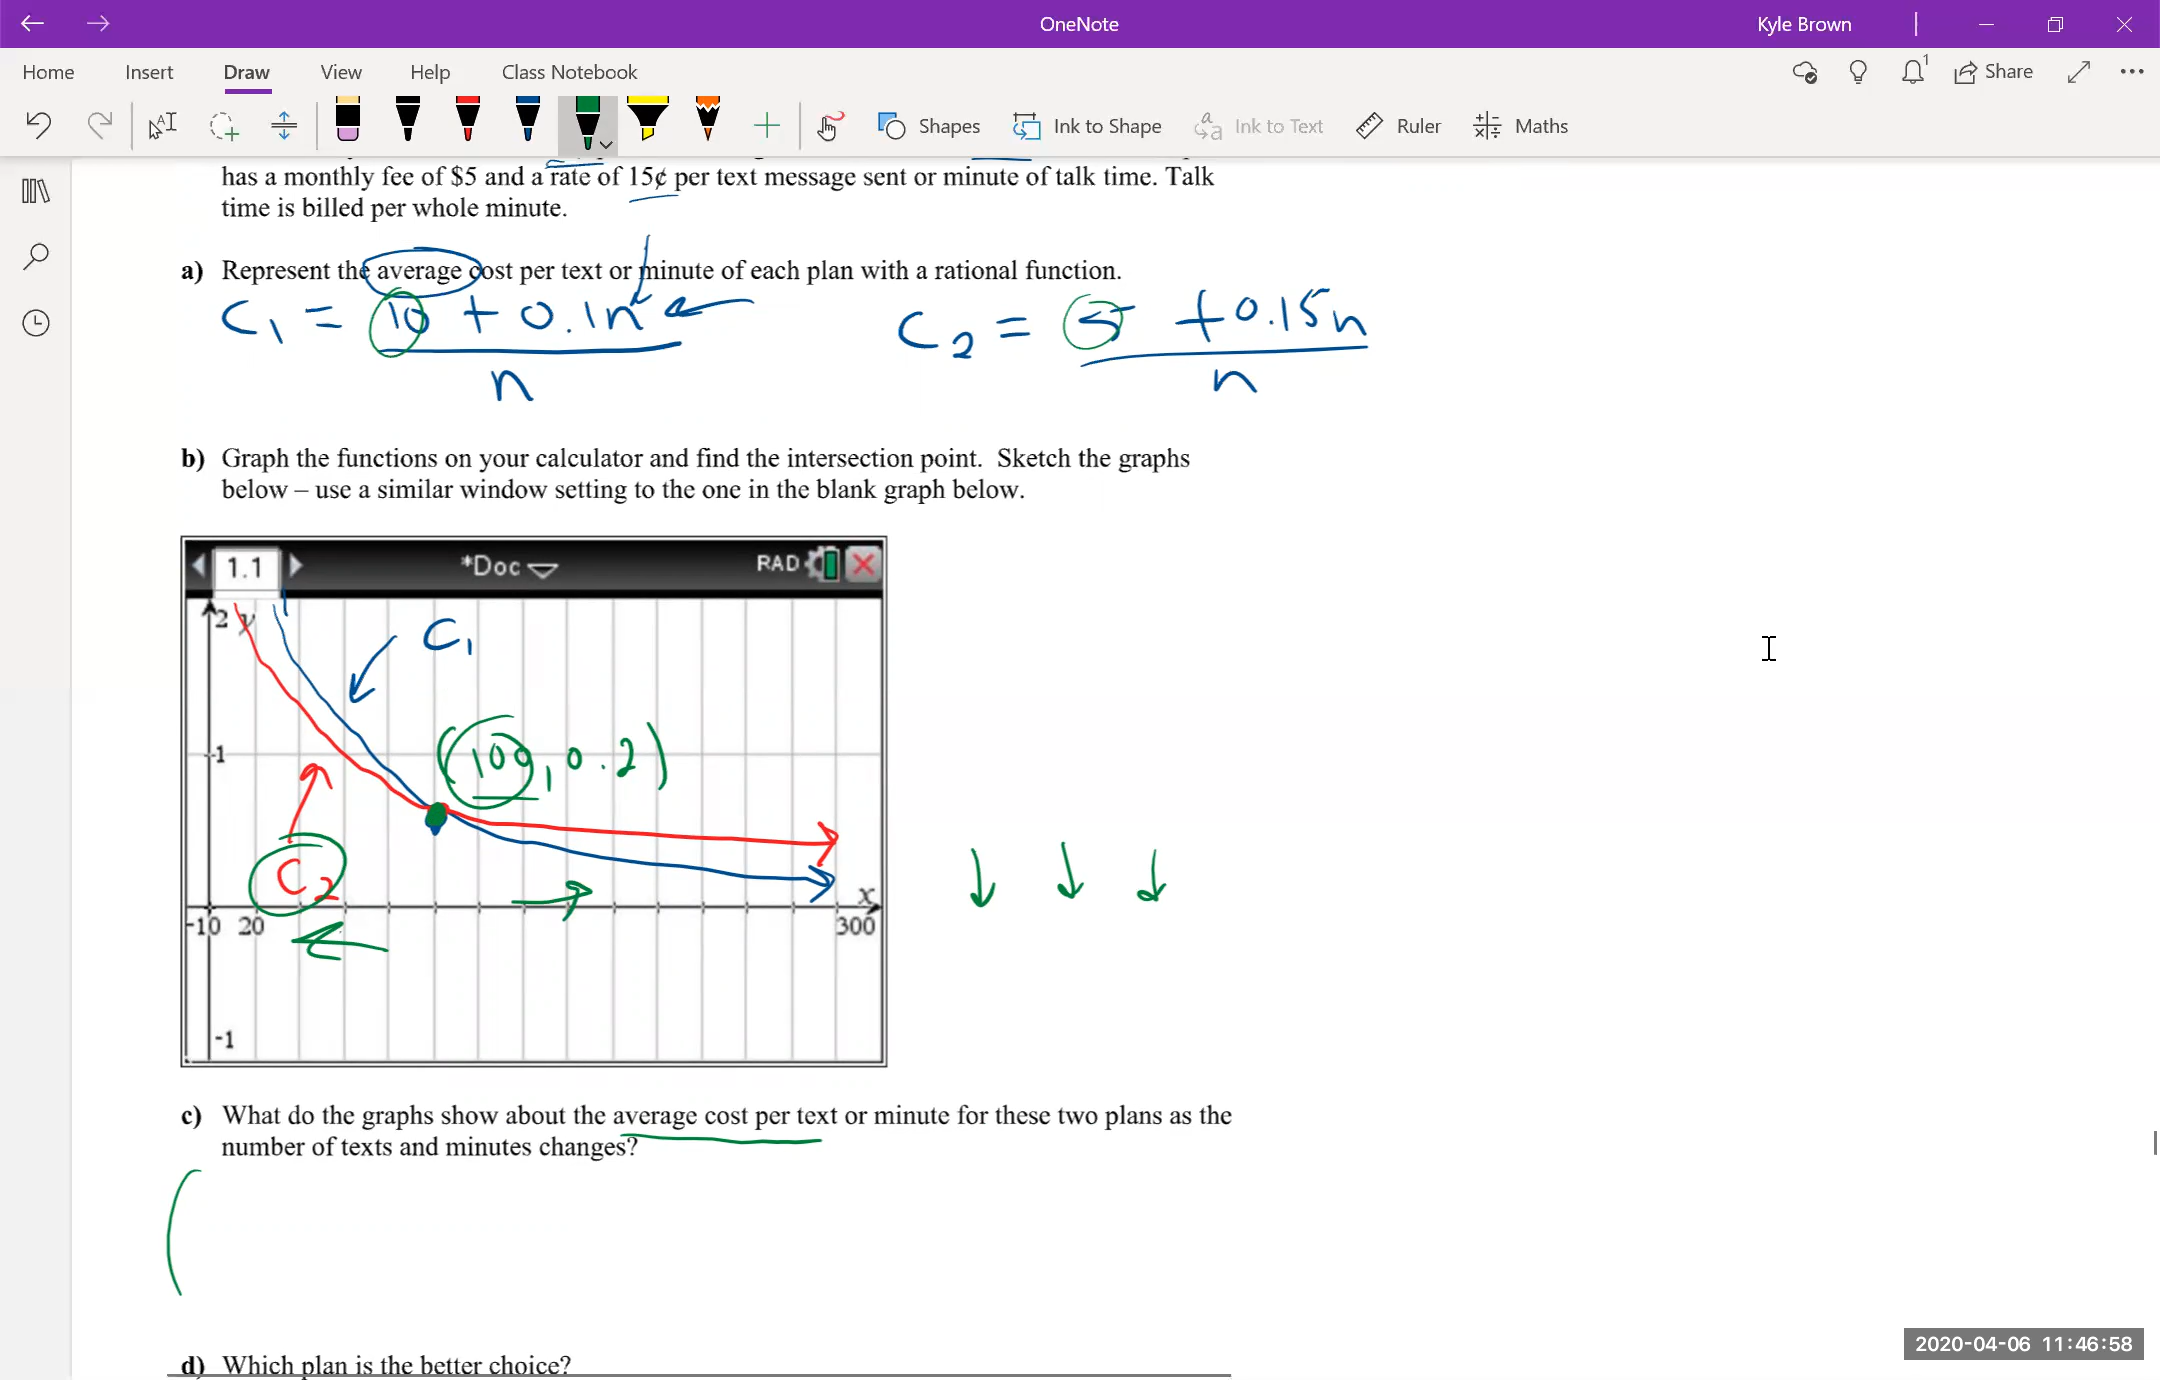 OneNote
Kyle Brown
Home Insert Draw View Help Class Notebook
1
Share
Shapes Ink to Shape Ink to Text Ruler Maths
has a monthly fee of $5 and a rate of 15¢ per text message sent or minute of talk time. Talk
time is billed per whole minute.
a) Represent the average cost per text or minute of each plan with a rational function.
C1 = 10 + 0.1n
n
C2 = 5 + 0.15n
n
b) Graph the functions on your calculator and find the intersection point. Sketch the graphs
below – use a similar window setting to the one in the blank graph below.
1.1 *Doc RAD
2 y
C1
1
(100, 0.2)
C2
x
-10 20 300
-1
c) What do the graphs show about the average cost per text or minute for these two plans as the
number of texts and minutes changes?
d) Which plan is the better choice?
2020-04-06 11:46:58